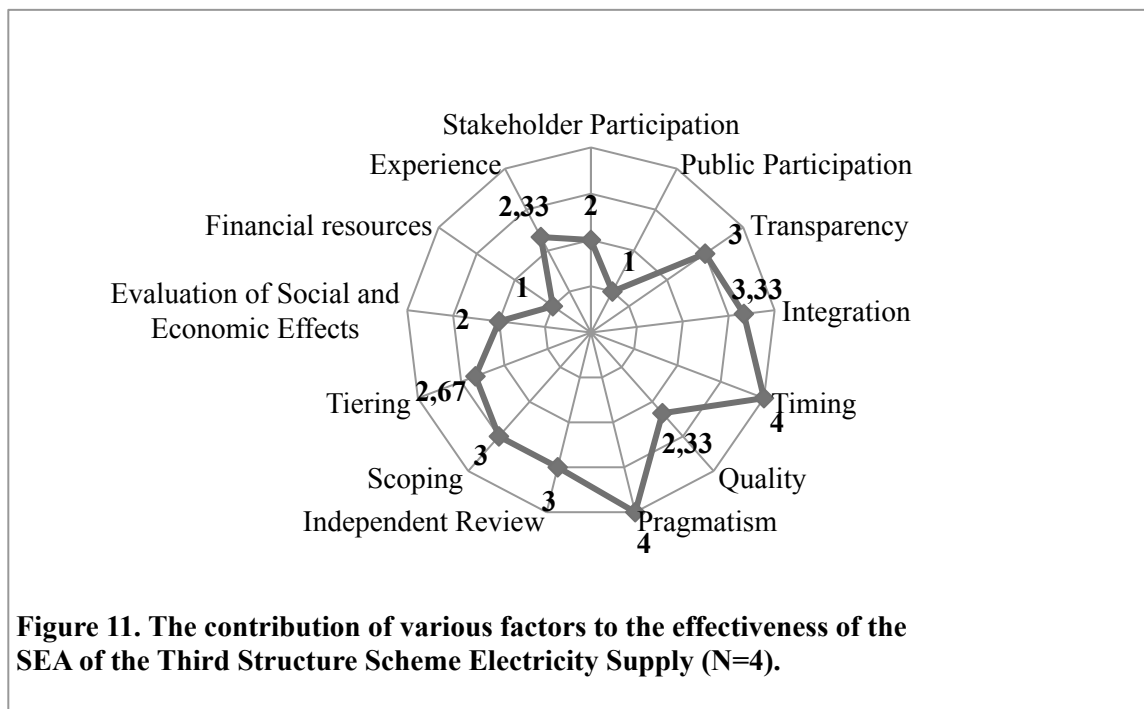 Stakeholder Participation
Experience
Public Participation
2,33
2
Financial resources
Transparency
3
1
1
3,33
Evaluation of Social and
Economic Effects
Integration
2
Tiering
2,67
Timing
4
2,33
Scoping
3
Quality
Independent Review
3
Pragmatism
4
Figure 11. The contribution of various factors to the effectiveness of the
SEA of the Third Structure Scheme Electricity Supply (N=4).